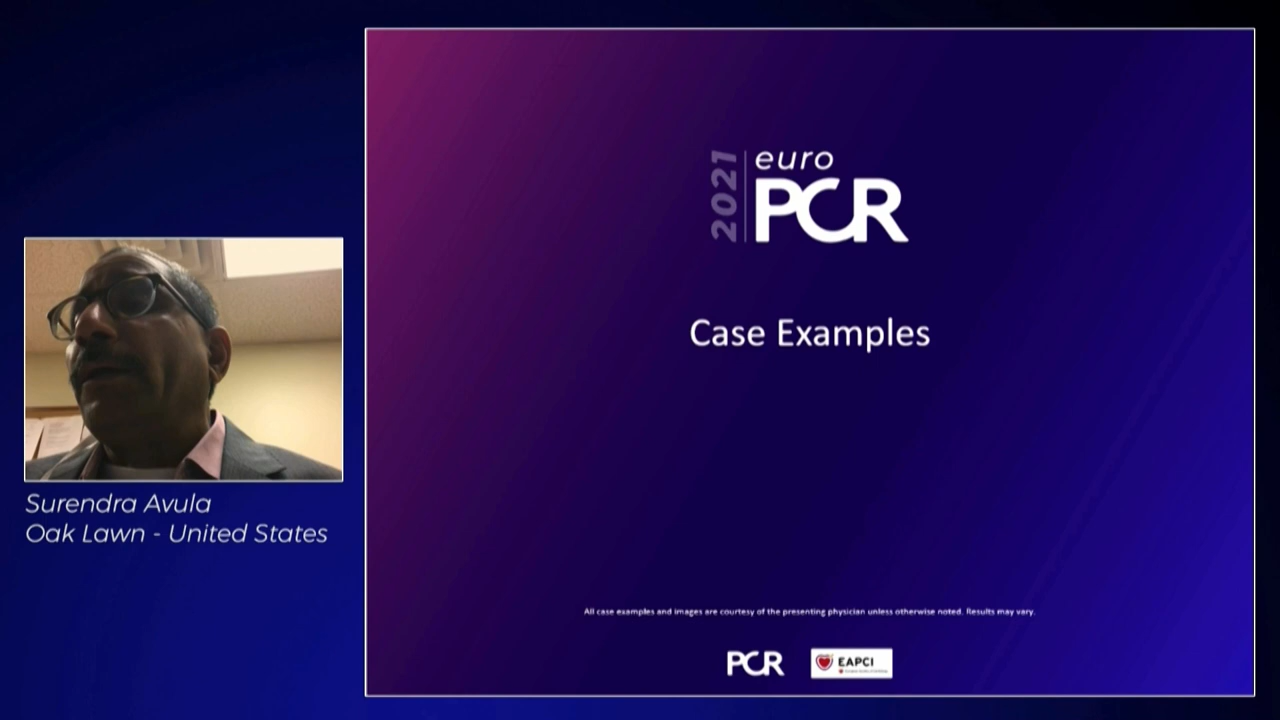 2021
euro
PCR
Case Examples
Surendra Avula
Oak Lawn - United States
All case examples and images are courtesy of the presenting physician unless otherwise noted. Results may vary.
PCR
EAPCI